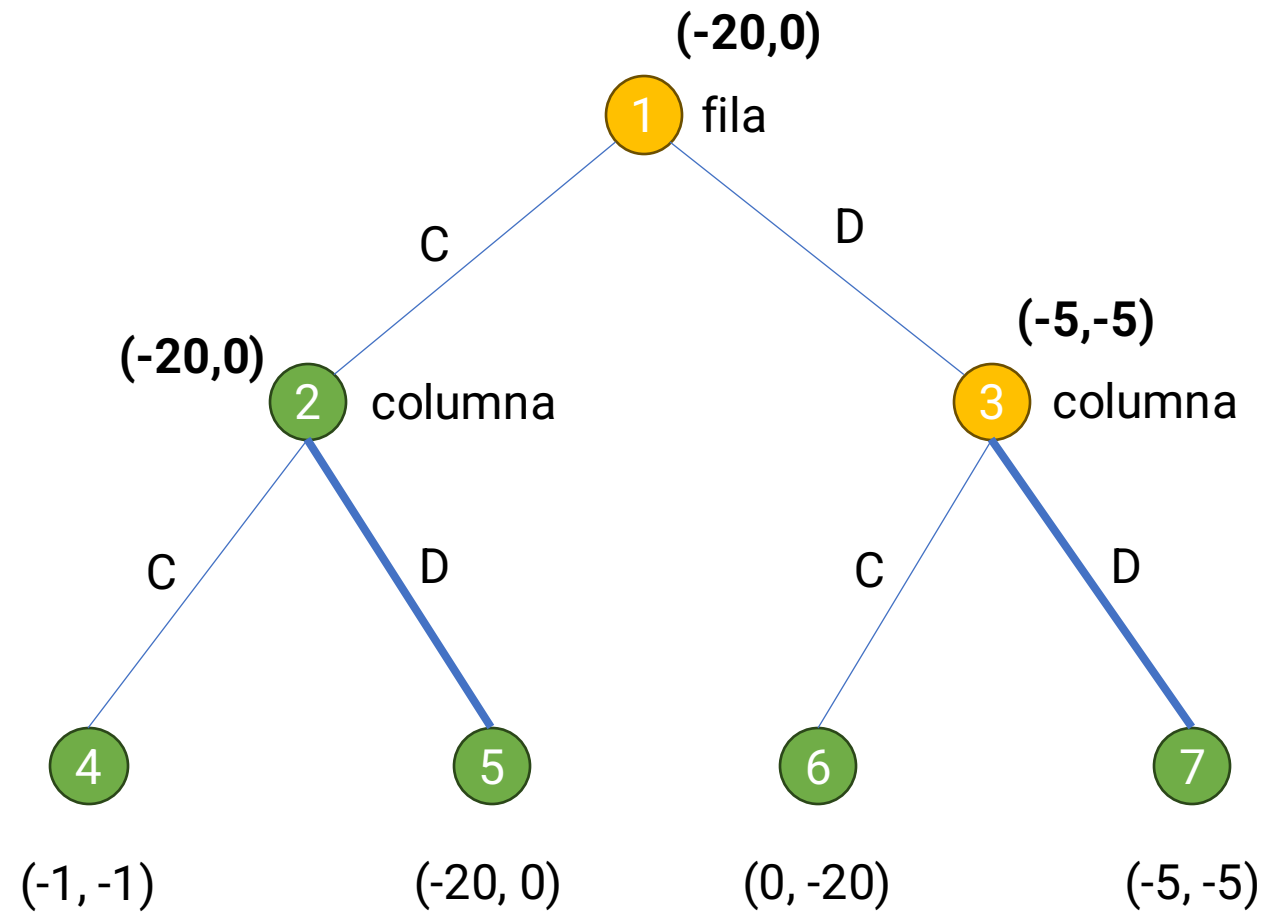 (-20,0)
1 fila
C
D
(-5,-5)
(-20,0)
2 columna
3 columna
C
D
C
D
4
5
6
7
(-1, -1)
(-20, 0)
(0, -20)
(-5, -5)